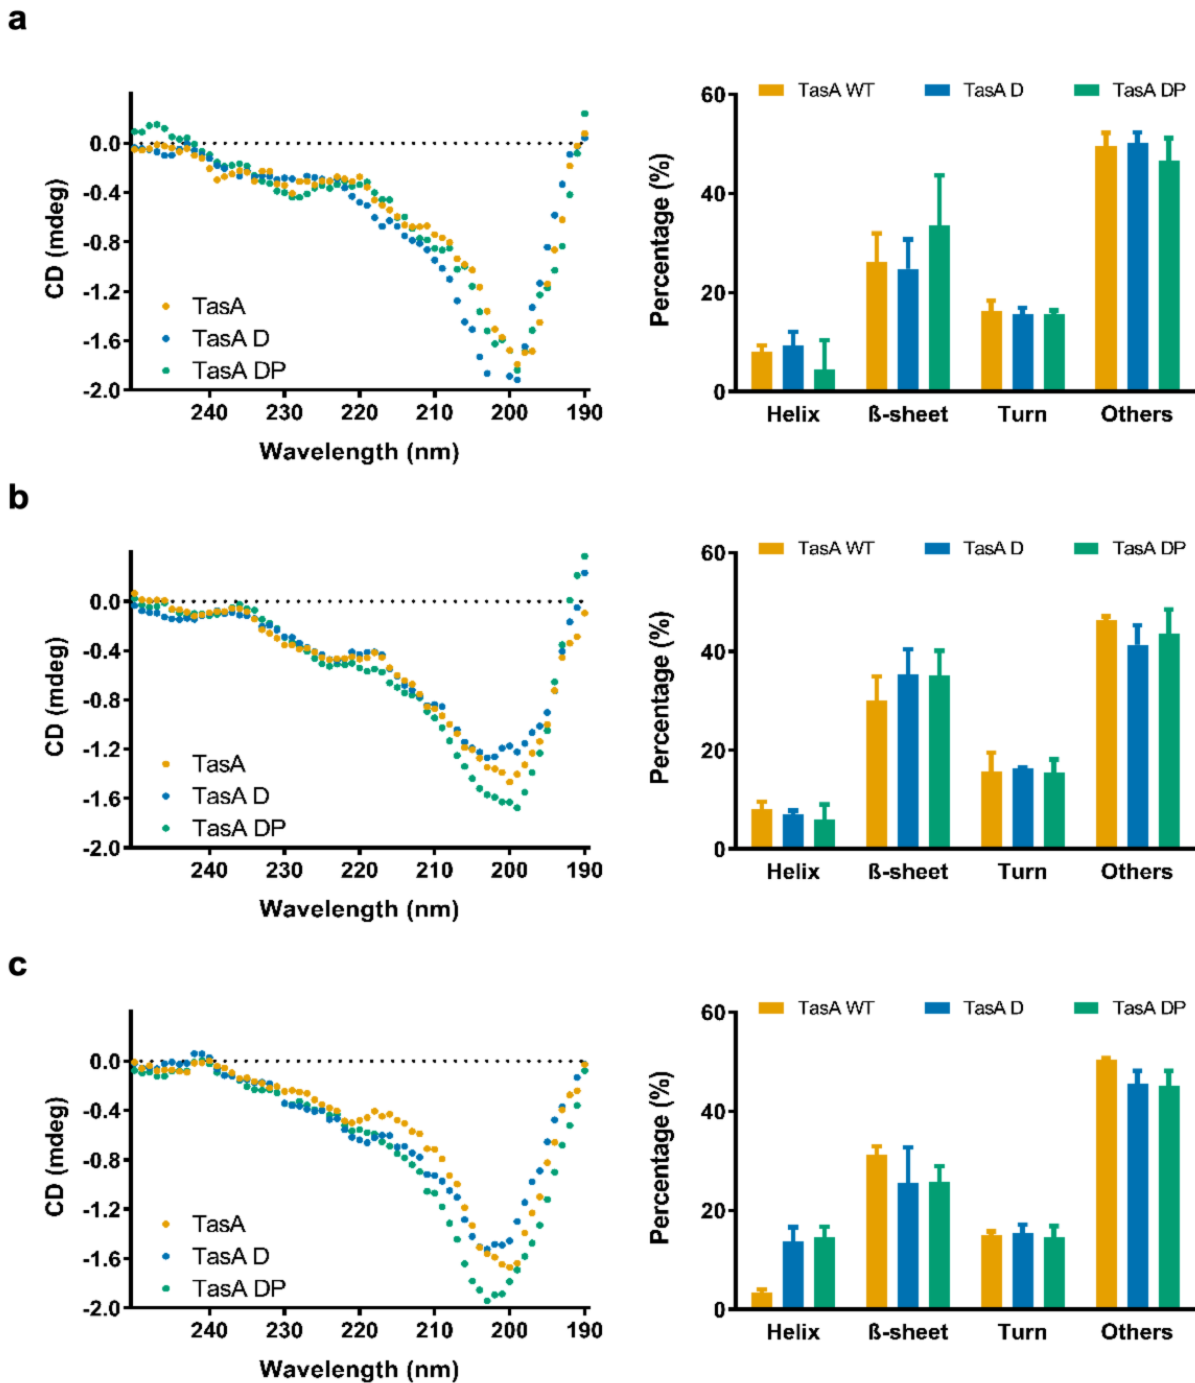 a
0.0
-0.4
-0.8
-1.2
-1.6
-2.0
CD (mdeg)
TasA
TasA D
TasA DP
240 230 220 210 200 190
Wavelength (nm)
TasA WT TasA D TasA DP
60
40
20
0
Percentage (%)
Helix ß-sheet Turn Others
b
0.0
-0.4
-0.8
-1.2
-1.6
-2.0
CD (mdeg)
TasA
TasA D
TasA DP
240 230 220 210 200 190
Wavelength (nm)
TasA WT TasA D TasA DP
60
40
20
0
Percentage (%)
Helix ß-sheet Turn Others
c
0.0
-0.4
-0.8
-1.2
-1.6
-2.0
CD (mdeg)
TasA
TasA D
TasA DP
240 230 220 210 200 190
Wavelength (nm)
TasA WT TasA D TasA DP
60
40
20
0
Percentage (%)
Helix ß-sheet Turn Others